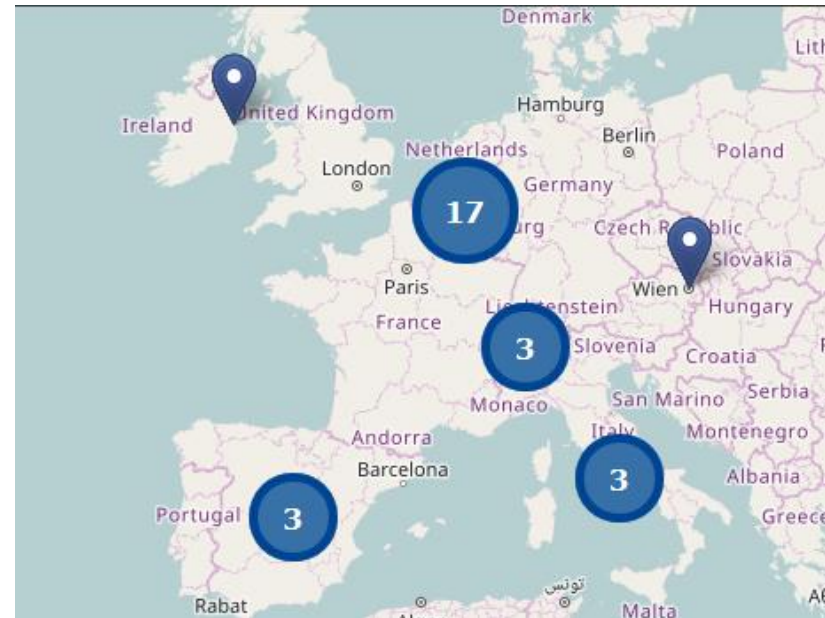 Denmark
Lith
Ireland
United Kingdom
Hamburg
Berlin
Netherlands
Poland
London
Germany
17
urg
Czech Republic
Slovakia
Paris
Wien
Liechtenstein
Hungary
France
3
Slovenia
Croatia
Monaco
San Marino
Serbia
Italy
Andorra
Montenegro
Barcelona
3
Albania
Portugal
3
Greece
تونس
Rabat
Malta